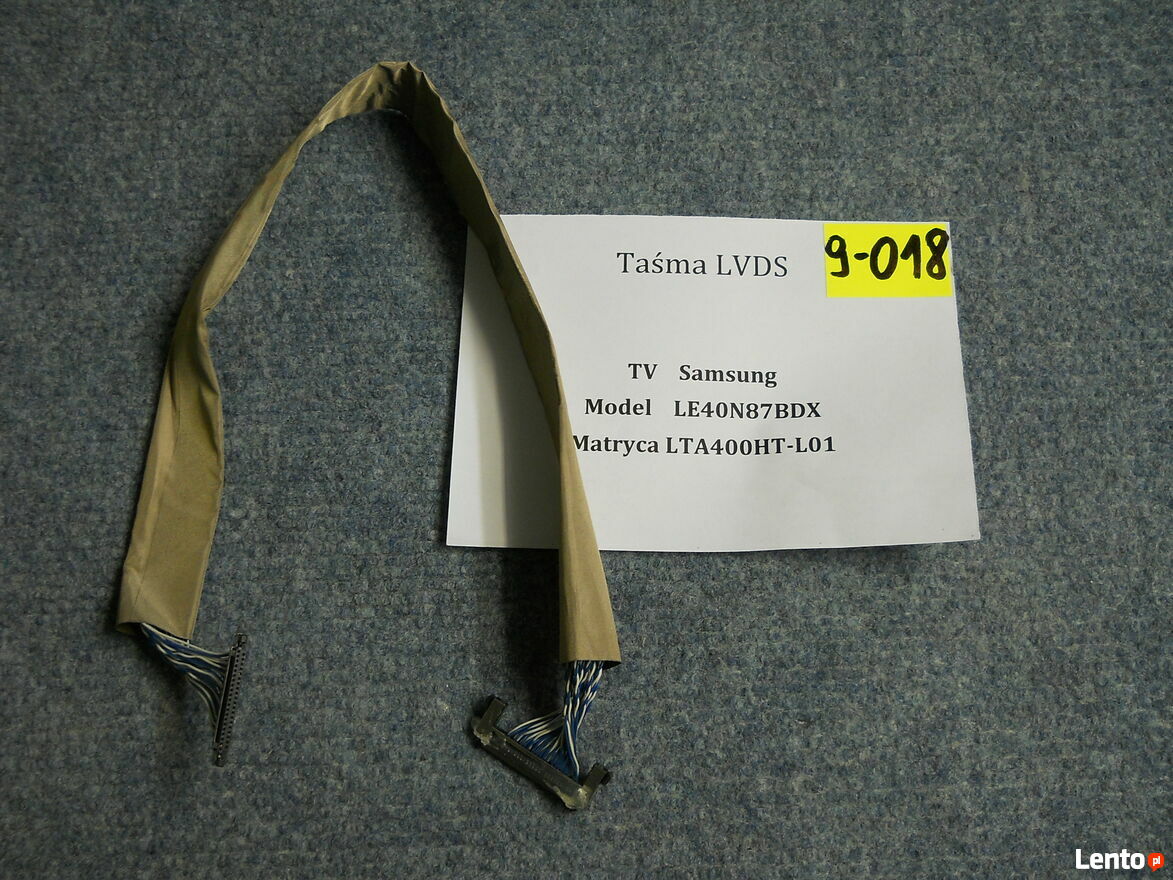 Taśma LVDS
9-018
TV Samsung
Model LE40N87BDX
Matryca LTA400HT-L01
Lento.pl